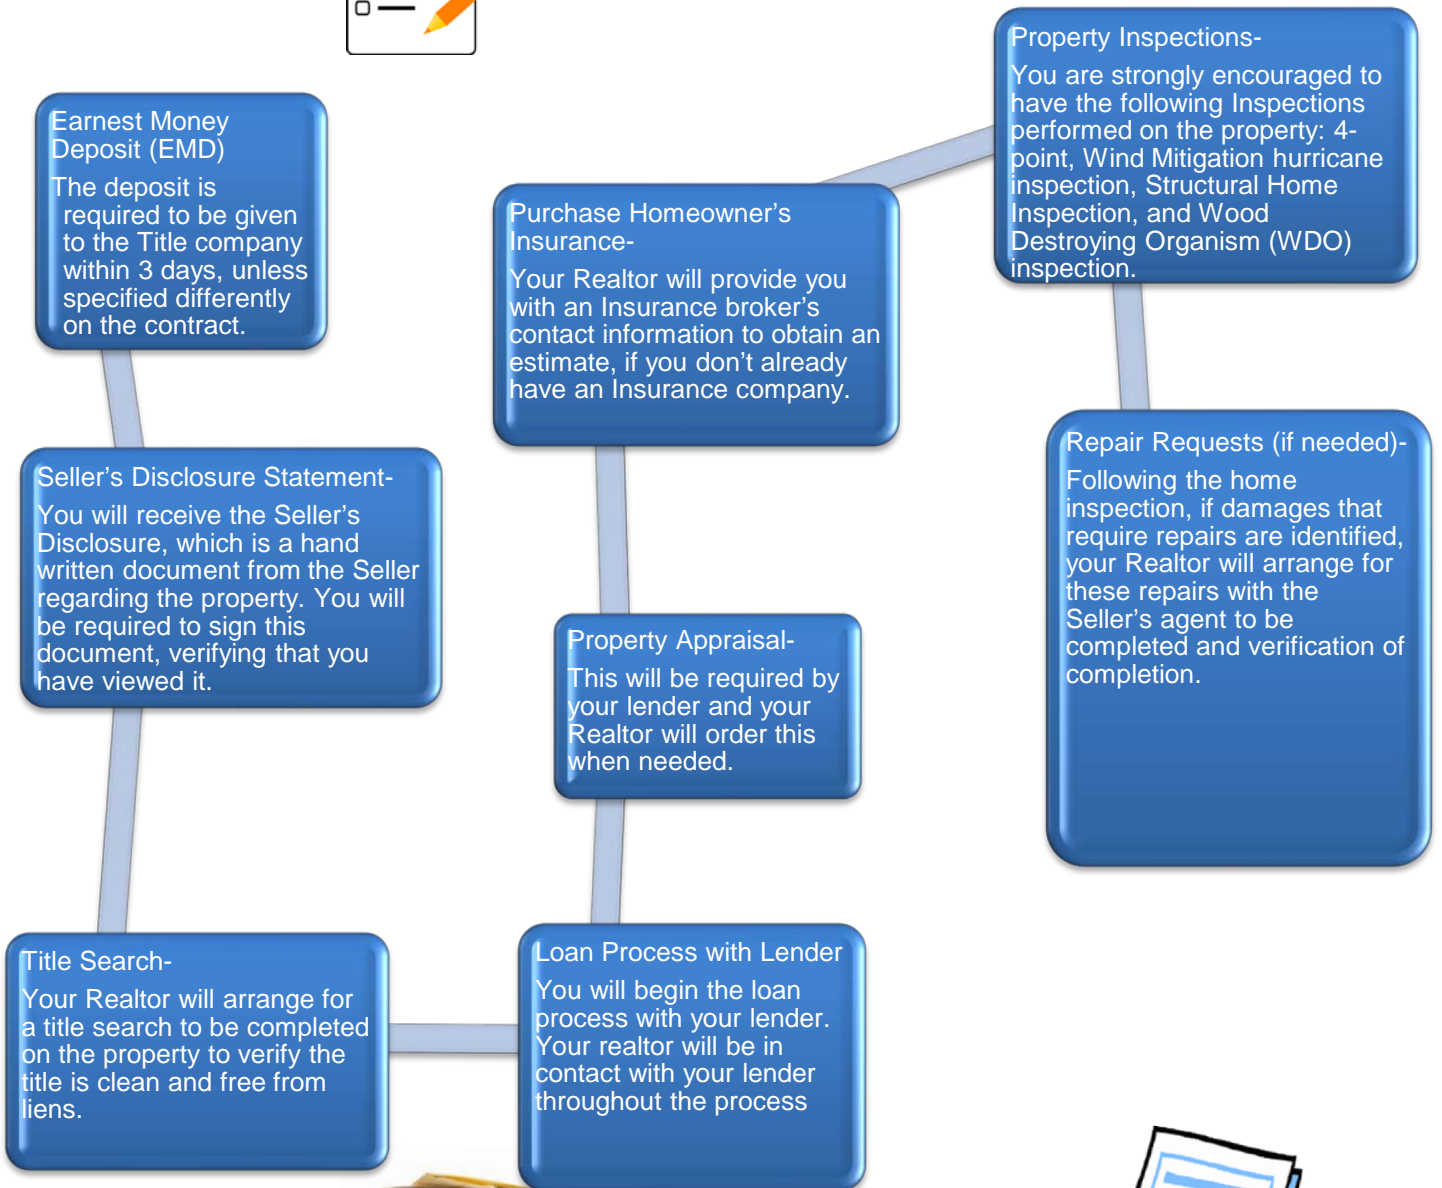 Earnest Money
Deposit (EMD)
The deposit is
required to be given
to the Title company
within 3 days, unless
specified differently
on the contract.
Seller’s Disclosure Statement-
You will receive the Seller’s
Disclosure, which is a hand
written document from the Seller
regarding the property. You will
be required to sign this
document, verifying that you
have viewed it.
Title Search-
Your Realtor will arrange for
a title search to be completed
on the property to verify the
title is clean and free from
liens.
Loan Process with Lender
You will begin the loan
process with your lender.
Your realtor will be in
contact with your lender
throughout the process
Property Appraisal-
This will be required by
your lender and your
Realtor will order this
when needed.
Purchase Homeowner’s
Insurance-
Your Realtor will provide you
with an Insurance broker’s
contact information to obtain an
estimate, if you don’t already
have an Insurance company.
Property Inspections-
You are strongly encouraged to
have the following Inspections
performed on the property: 4-
point, Wind Mitigation hurricane
inspection, Structural Home
Inspection, and Wood
Destroying Organism (WDO)
inspection.
Repair Requests (if needed)-
Following the home
inspection, if damages that
require repairs are identified,
your Realtor will arrange for
these repairs with the
Seller’s agent to be
completed and verification of
completion.